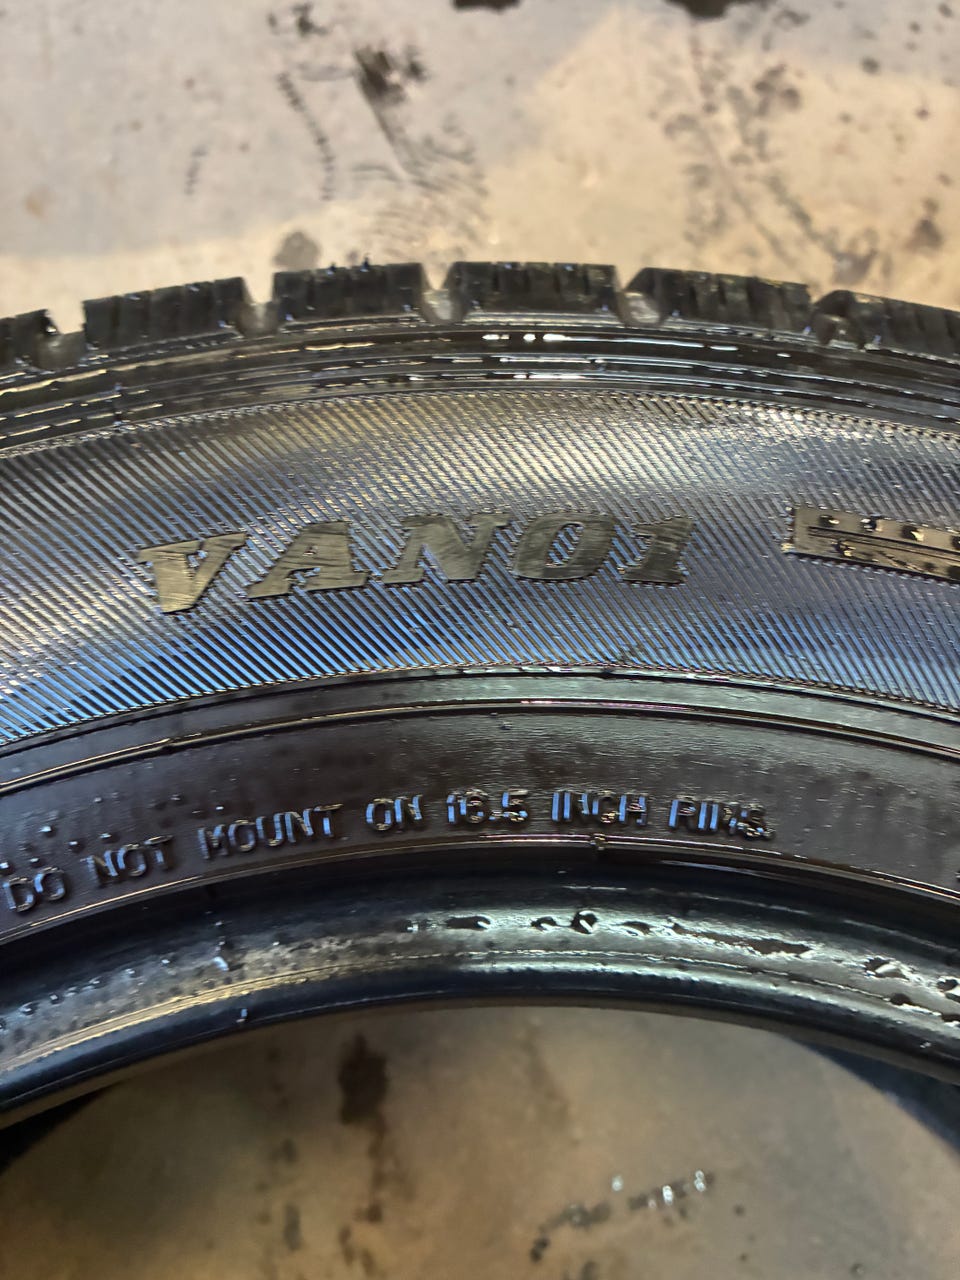 VAN01
DO NOT MOUNT ON 16.5 INCH RIMS.